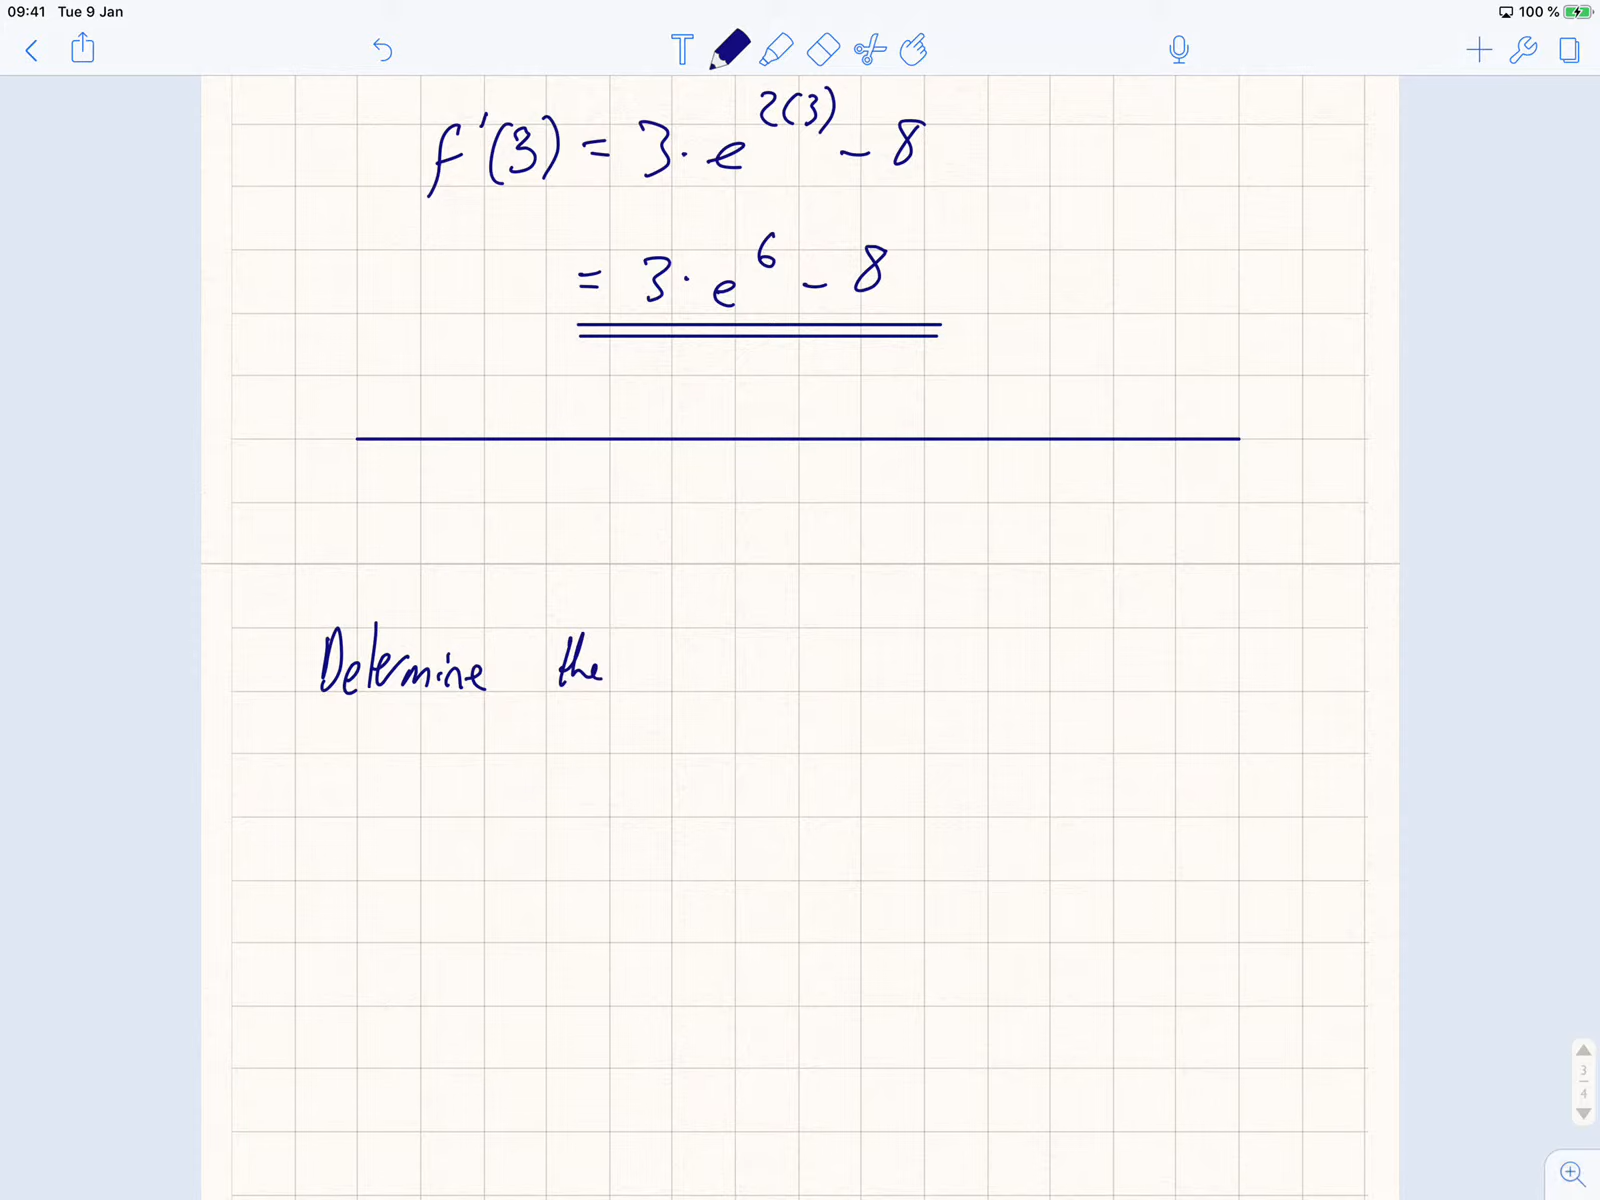 09:41 Tue 9 Jan
100 %
T
f'(3) = 3 · e^{2(3)} - 8
= 3 · e^6 - 8
Determine the
3
4